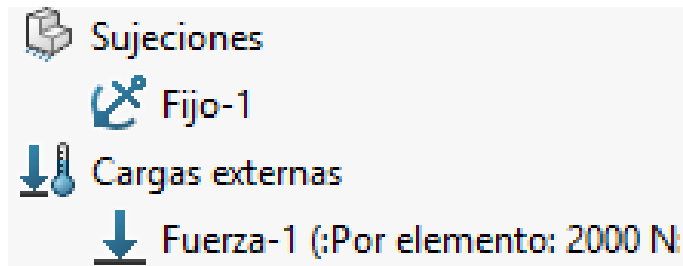 Sujeciones
Fijo-1
Cargas externas
Fuerza-1 (:Por elemento: 2000 N: